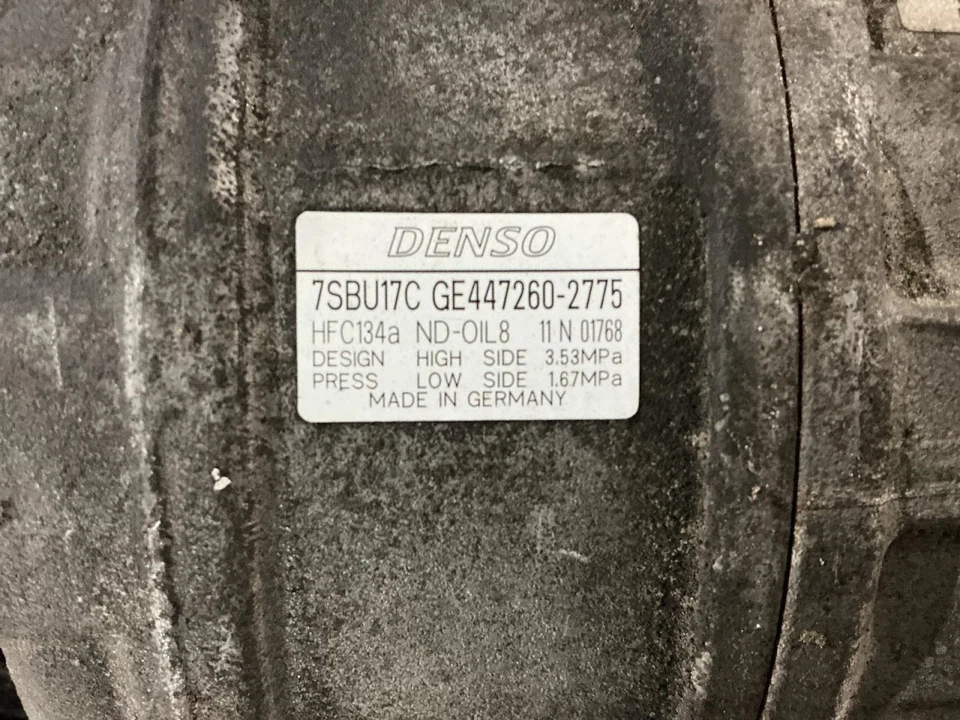 DENSO
7SBU17C GE447260-2775
HFC134a ND-OIL8 11 N 01768
DESIGN HIGH SIDE 3.53MPa
PRESS LOW SIDE 1.67MPa
MADE IN GERMANY